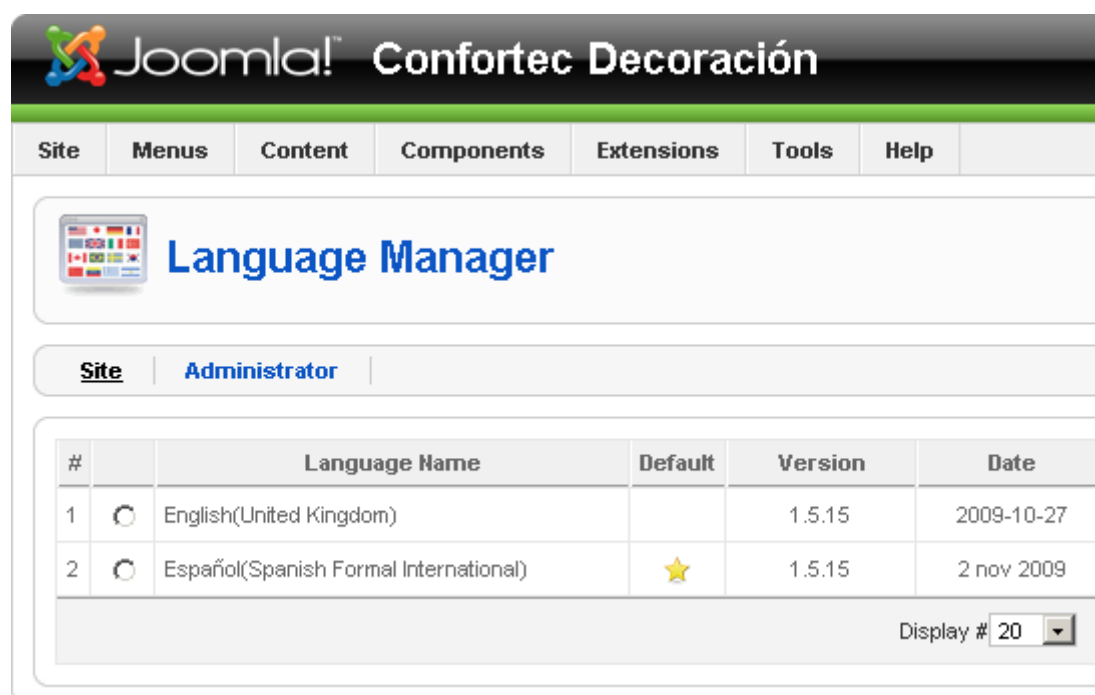 Joomla!™ Confortec Decoración
Site Menus Content Components Extensions Tools Help
Language Manager
Site Administrator
# Language Name Default Version Date
1 English(United Kingdom) 1.5.15 2009-10-27
2 Español(Spanish Formal International) 1.5.15 2 nov 2009
Display # 20